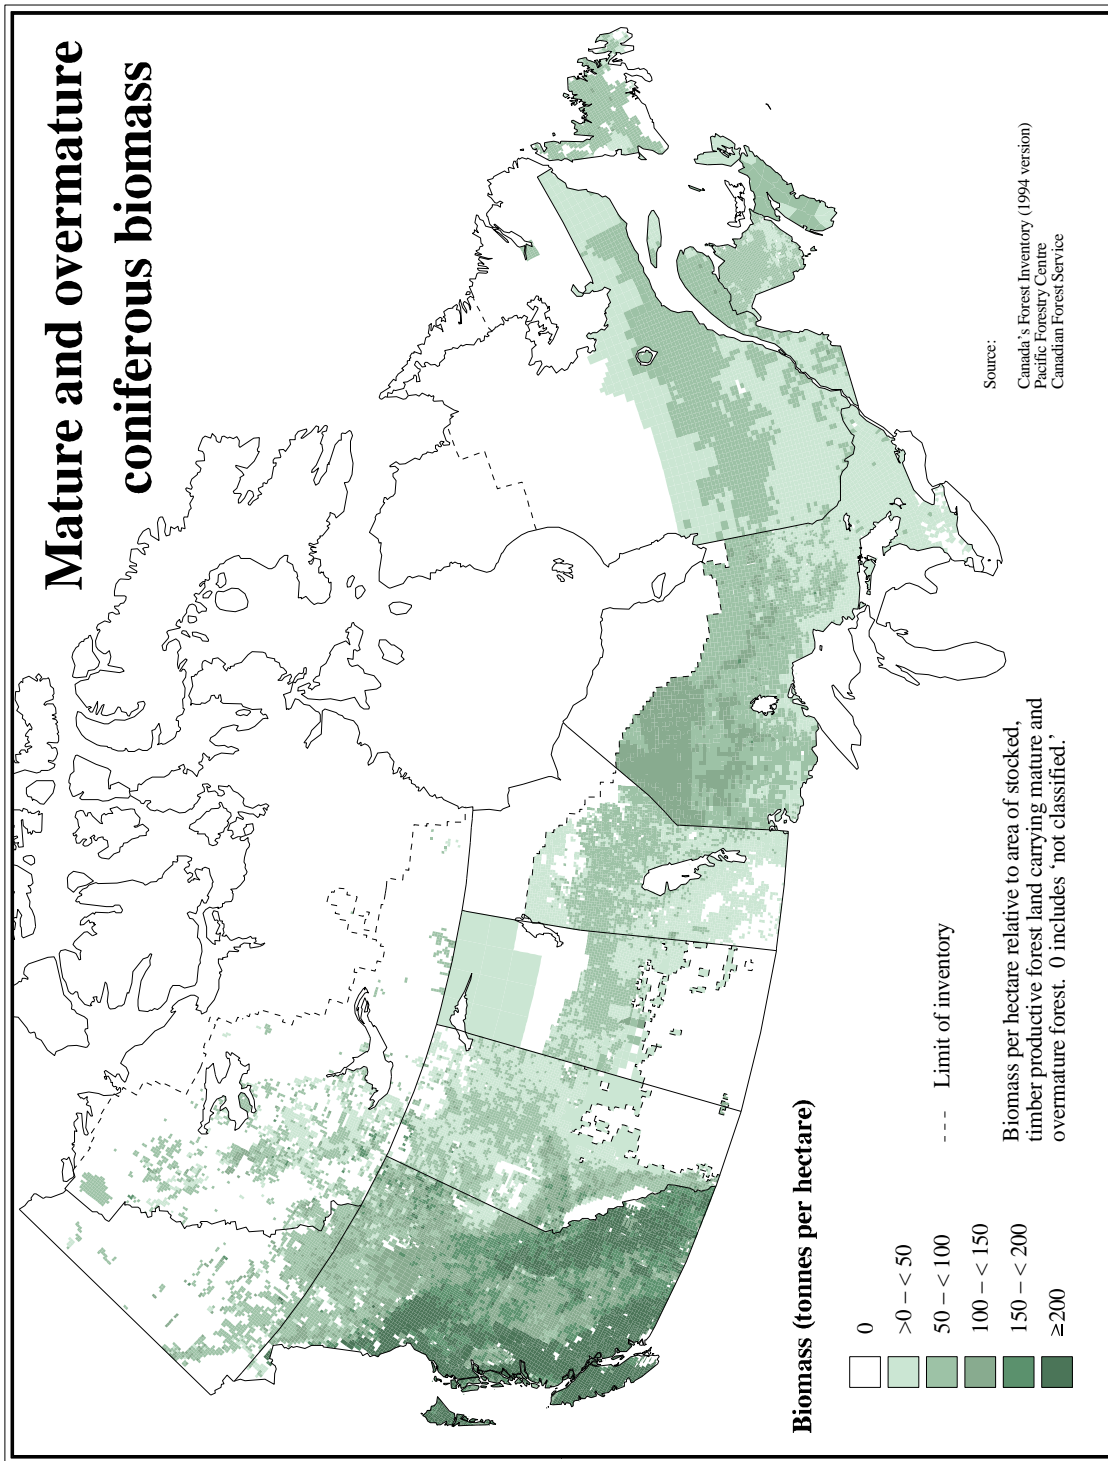 Mature and overmature
coniferous biomass
Biomass (tonnes per hectare)
0
>0 – < 50
50 – < 100
100 – < 150
150 – < 200
≥200
--- Limit of inventory
Biomass per hectare relative to area of stocked,
timber productive forest land carrying mature and
overmature forest. 0 includes ‘not classified.’
Source:
Canada’s Forest Inventory (1994 version)
Pacific Forestry Centre
Canadian Forest Service